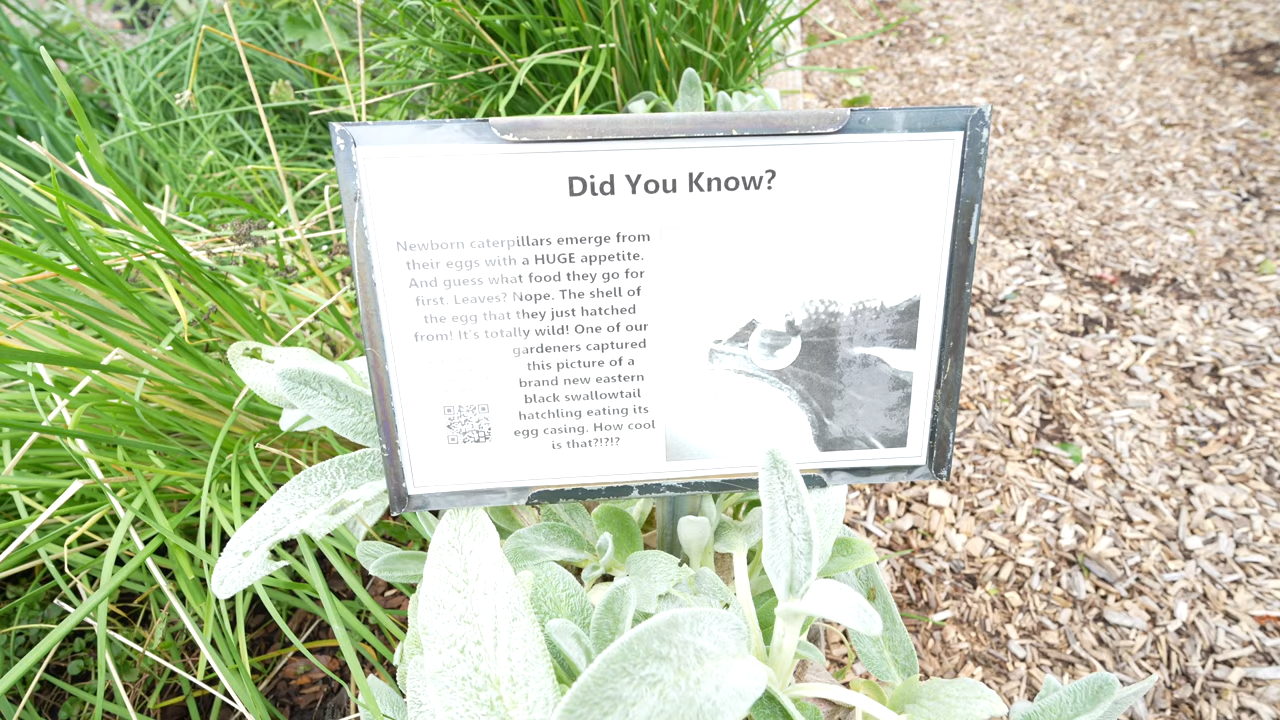 Did You Know?
Newborn caterpillars emerge from
their eggs with a HUGE appetite.
And guess what food they go for
first. Leaves? Nope. The shell of
the egg that they just hatched
from! It's totally wild! One of our
gardeners captured
this picture of a
brand new eastern
black swallowtail
hatchling eating its
egg casing. How cool
is that?!?!?